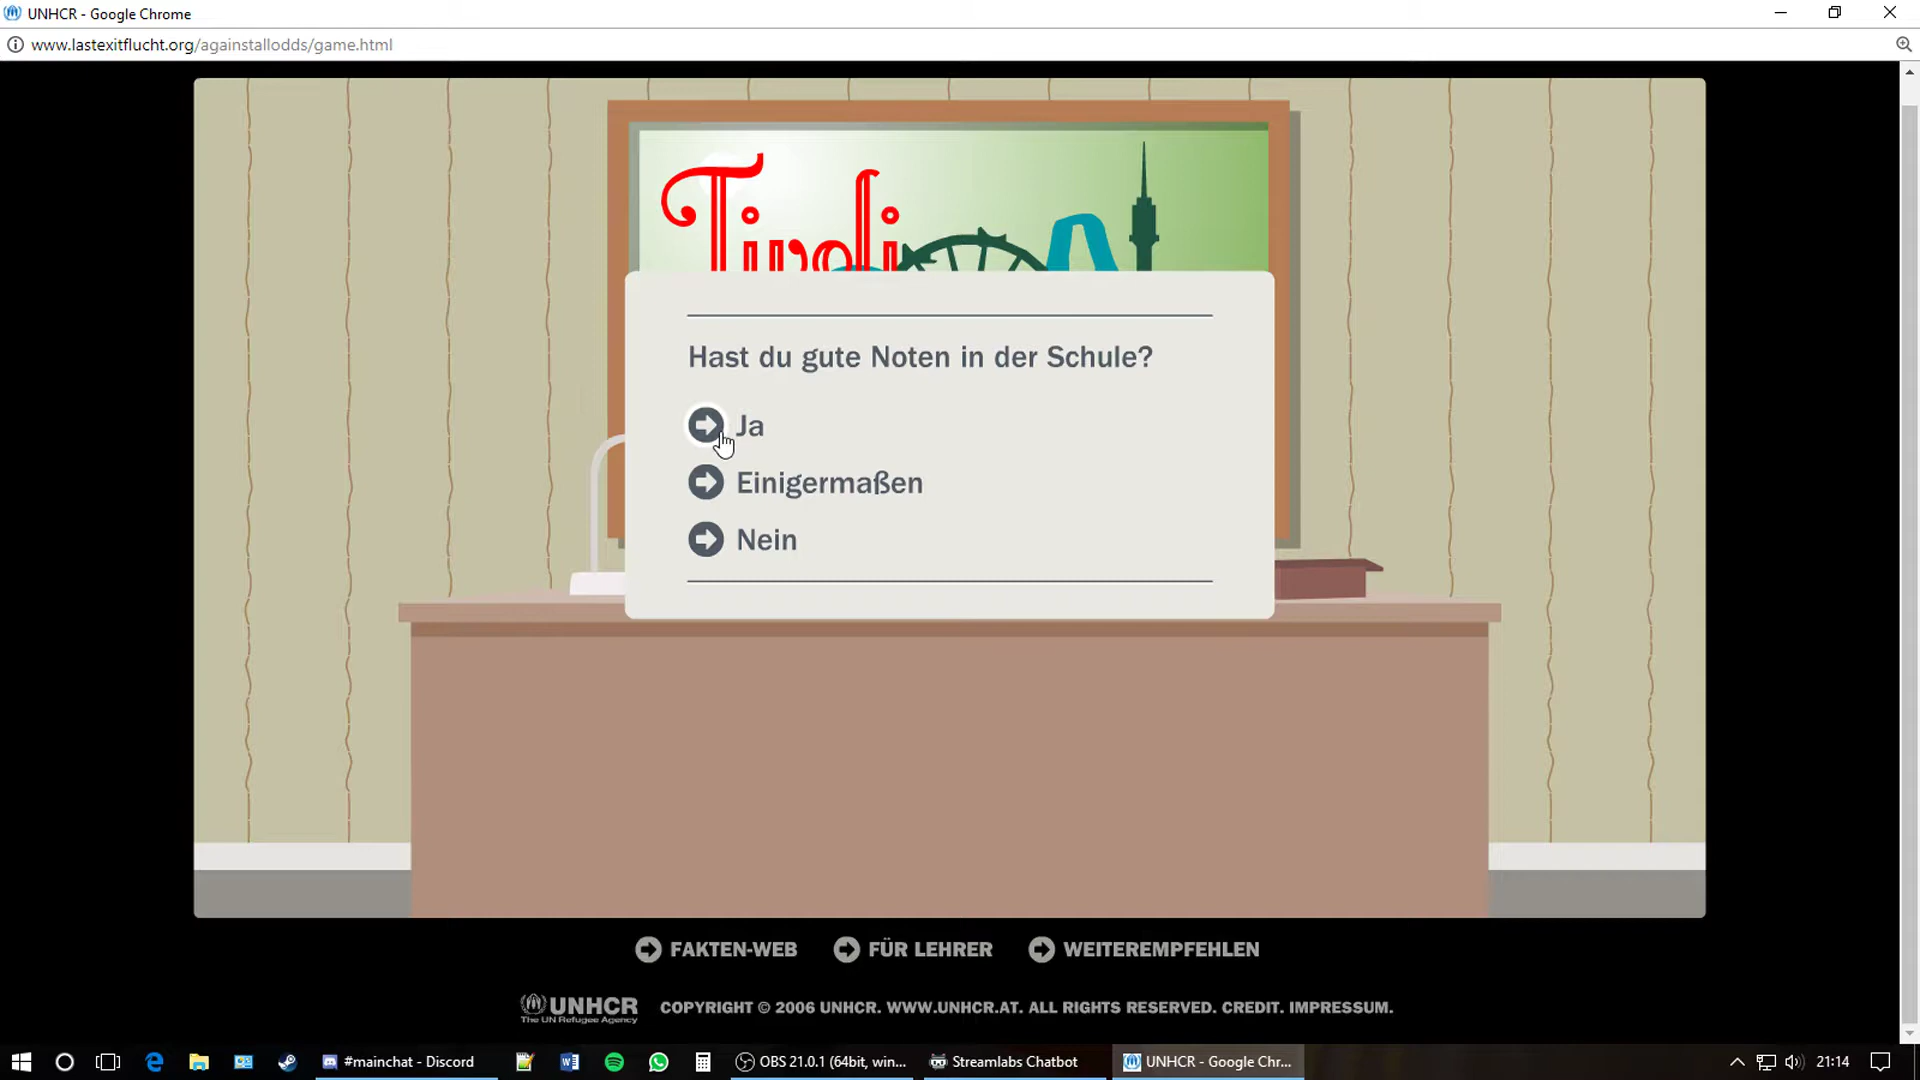 UNHCR - Google Chrome
www.lastexitflucht.org/againstallodds/game.html
Tivoli
Hast du gute Noten in der Schule?
Ja
Einigermaßen
Nein
FAKTEN-WEB
FÜR LEHRER
WEITEREMPFEHLEN
UNHCR
The UN Refugee Agency
COPYRIGHT © 2006 UNHCR. WWW.UNHCR.AT. ALL RIGHTS RESERVED. CREDIT. IMPRESSUM.
#mainchat - Discord
OBS 21.0.1 (64bit, win...
Streamlabs Chatbot
UNHCR - Google Chr...
21:14